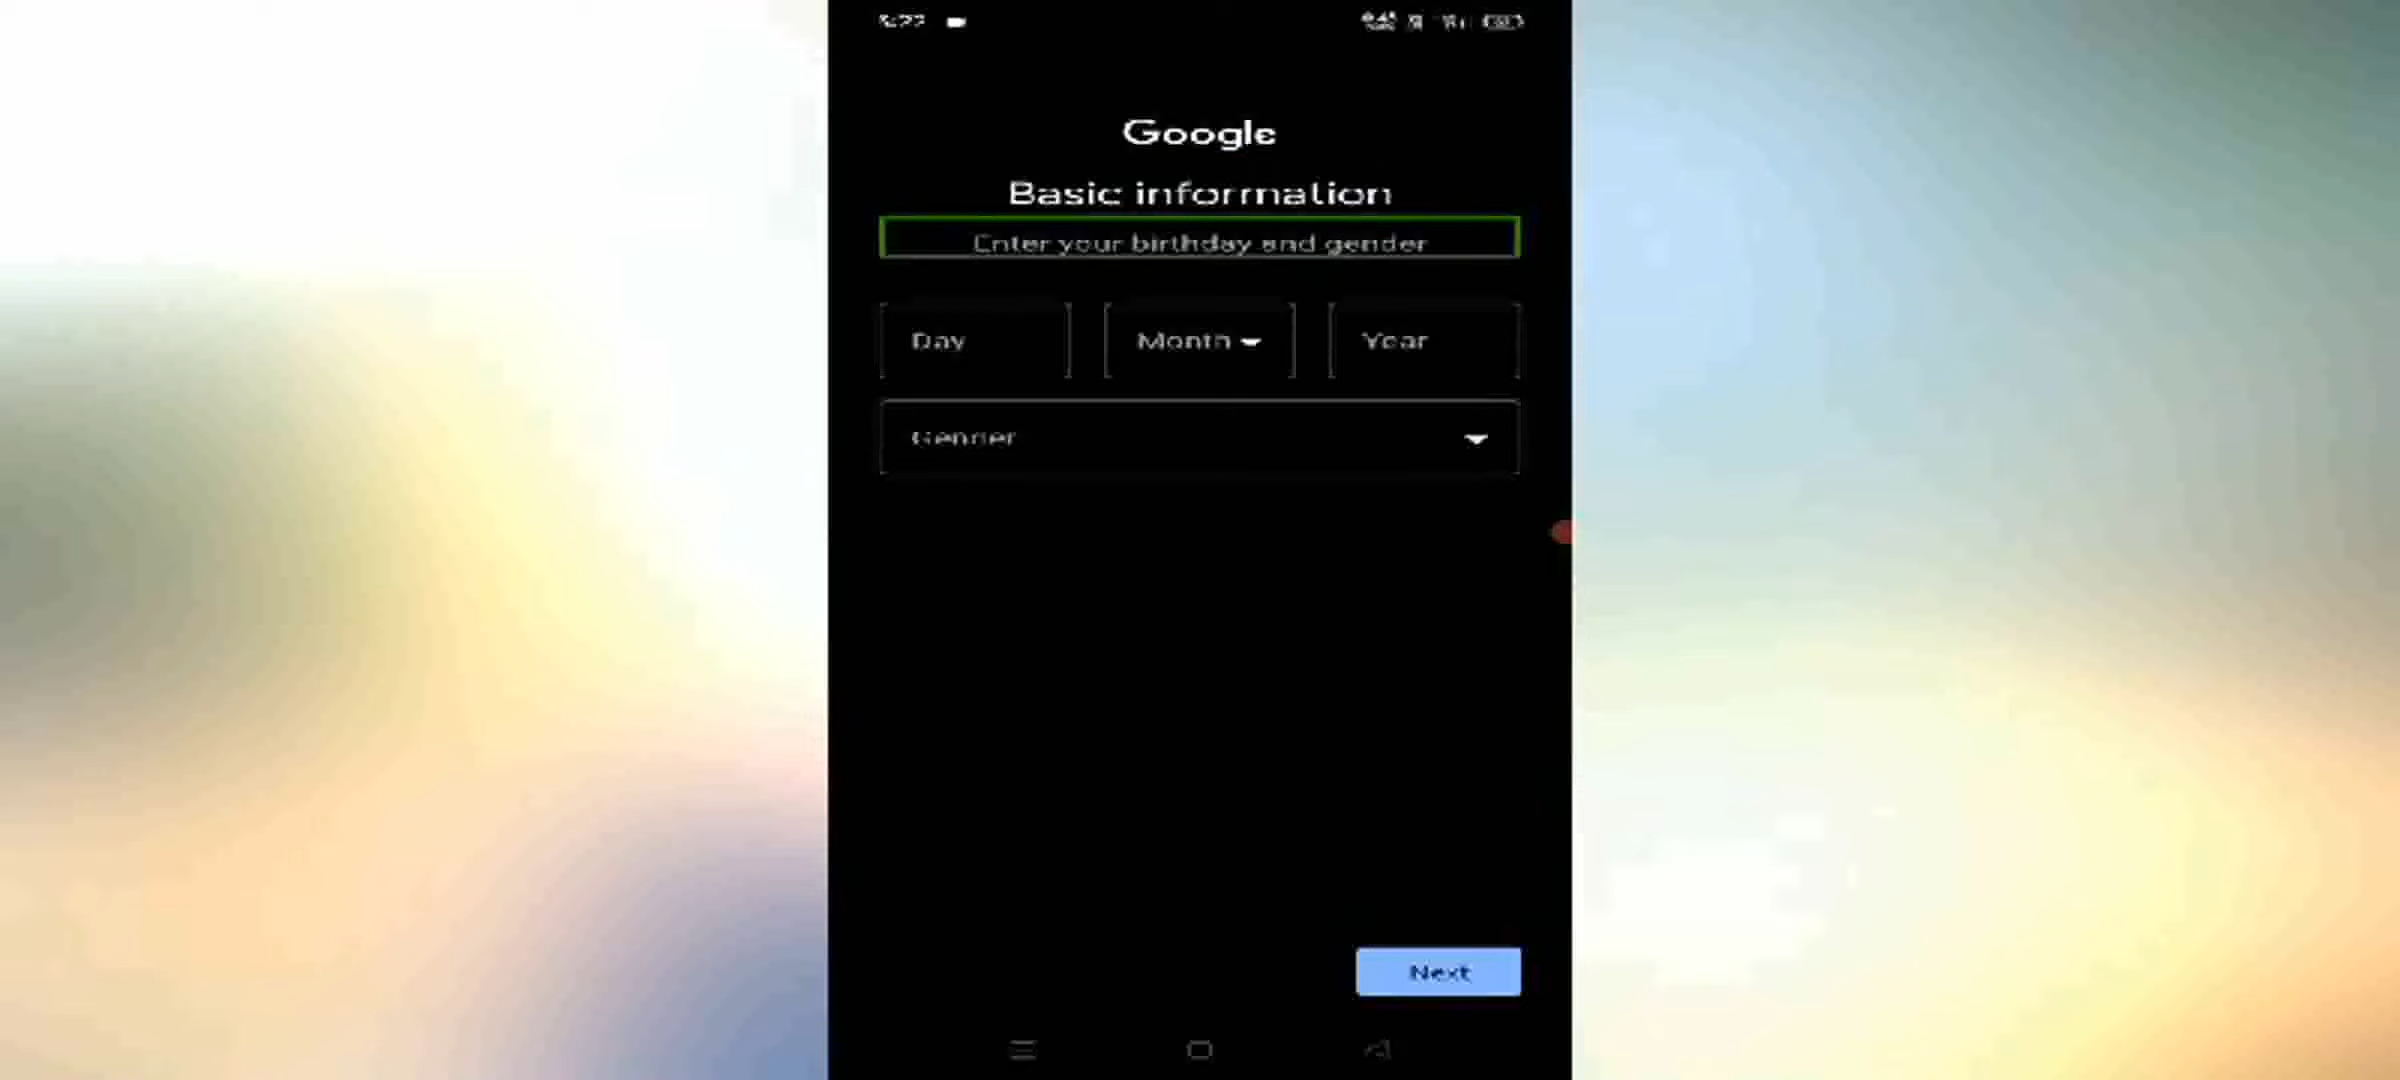 Google
Basic information
Enter your birthday and gender
Day
Month
Year
Gender
Next